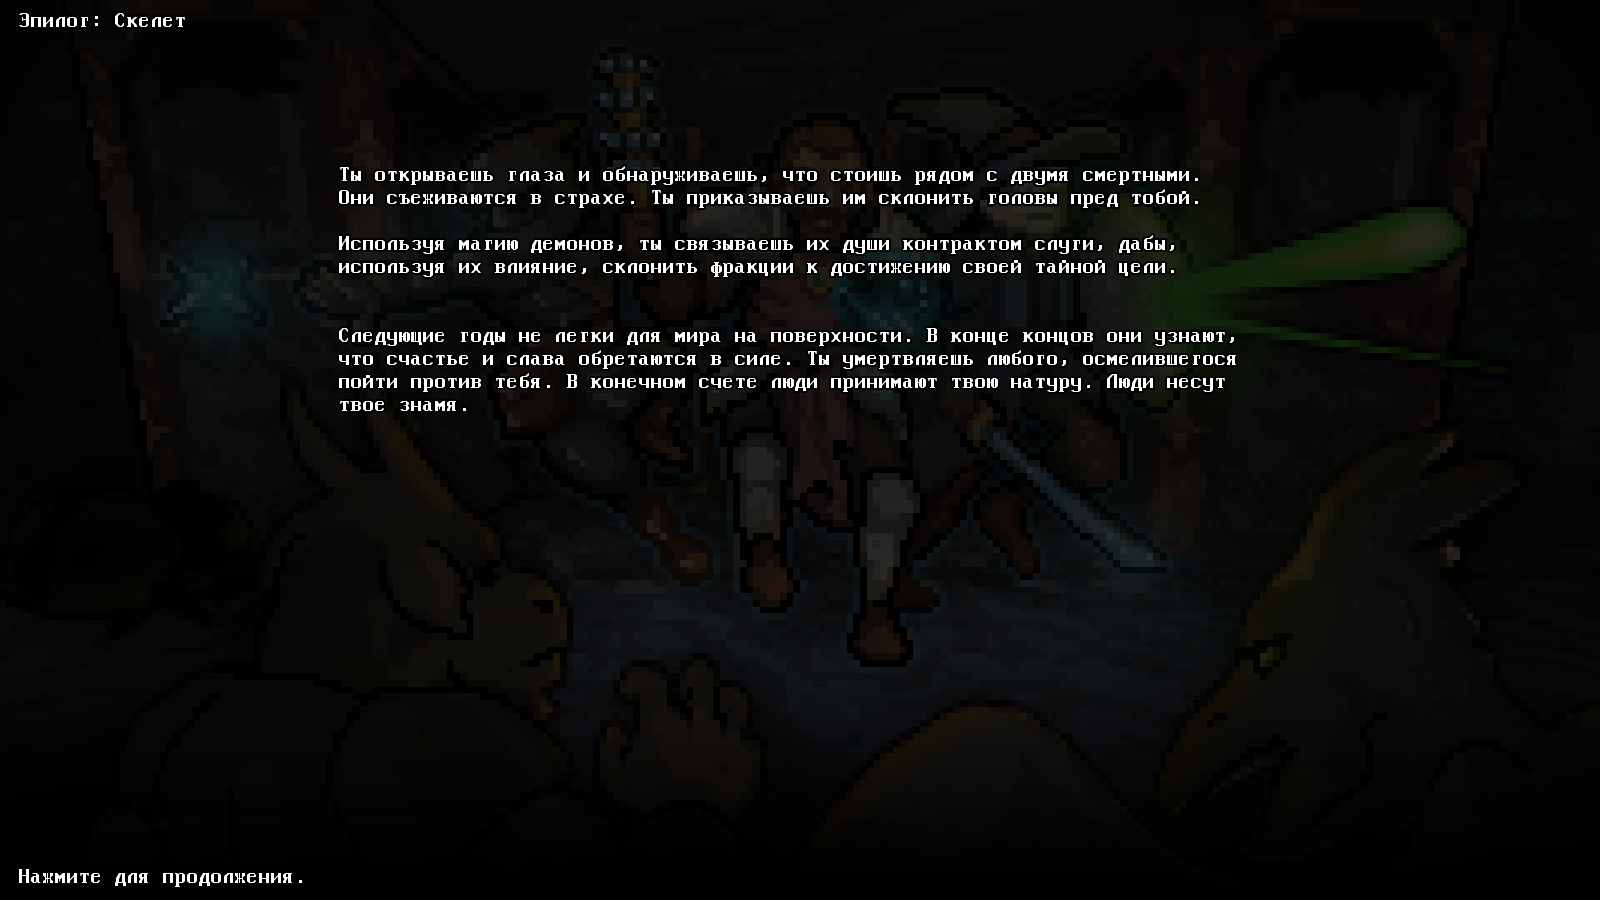 Эпилог: Скелет
Ты открываешь глаза и обнаруживаешь, что стоишь рядом с двумя смертными.
Они съеживаются в страхе. Ты приказываешь им склонить головы пред тобой.
Используя магию демонов, ты связываешь их души контрактом слуги, дабы,
используя их влияние, склонить фракции к достижению своей тайной цели.
Следующие годы не легки для мира на поверхности. В конце концов они узнают,
что счастье и слава обретаются в силе. Ты умертвляешь любого, осмелившегося
пойти против тебя. В конечном счете люди принимают твою натуру. Люди несут
твое знамя.
Нажмите для продолжения.